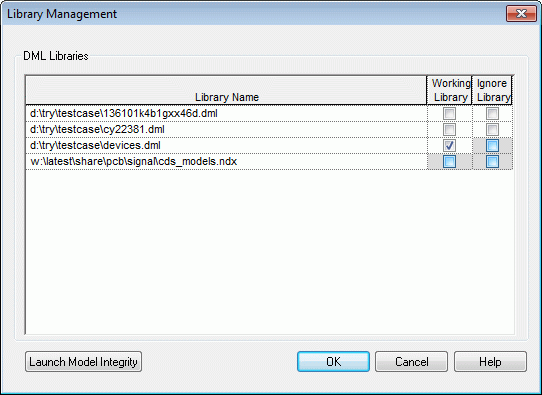 Library Management
DML Libraries
Library Name
Working Library
Ignore Library
d:\try\testcase\136101k4b1gxx46d.dml
d:\try\testcase\cy22381.dml
d:\try\testcase\devices.dml
w:\latest\share\pcb\signal\cds_models.ndx
Launch Model Integrity
OK
Cancel
Help